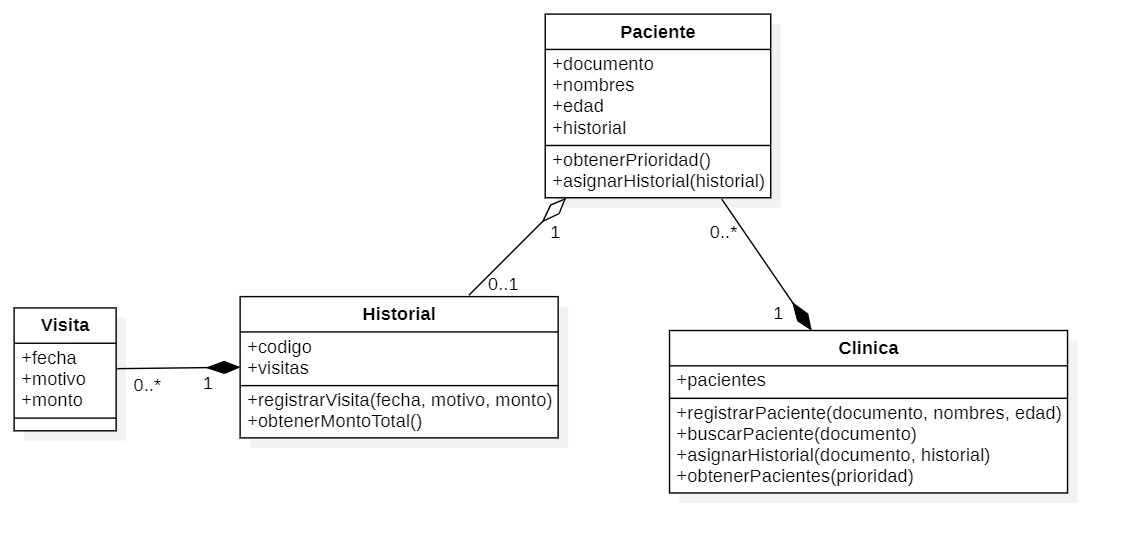 Paciente
+documento
+nombres
+edad
+historial
+obtenerPrioridad()
+asignarHistorial(historial)
1
0..*
0..1
1
Historial
+codigo
+visitas
+registrarVisita(fecha, motivo, monto)
+obtenerMontoTotal()
Visita
+fecha
+motivo
+monto
0..*
1
Clinica
+pacientes
+registrarPaciente(documento, nombres, edad)
+buscarPaciente(documento)
+asignarHistorial(documento, historial)
+obtenerPacientes(prioridad)